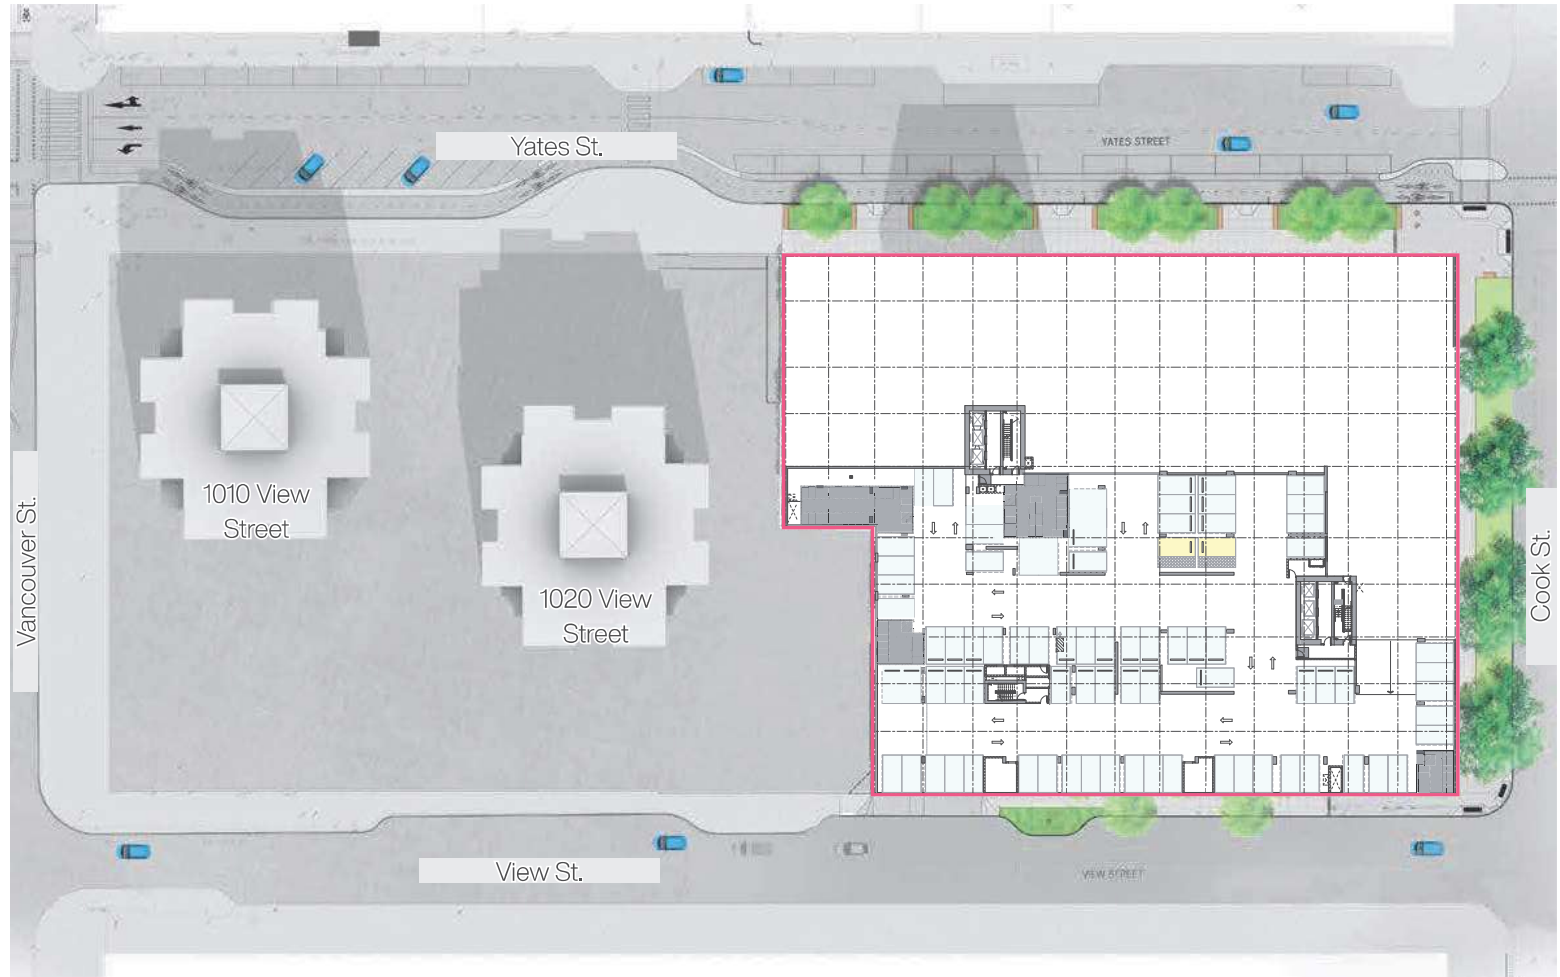 Yates St.
YATES STREET
1010 View
Street
1020 View
Street
Vancouver St.
Cook St.
View St.
VIEW STREET